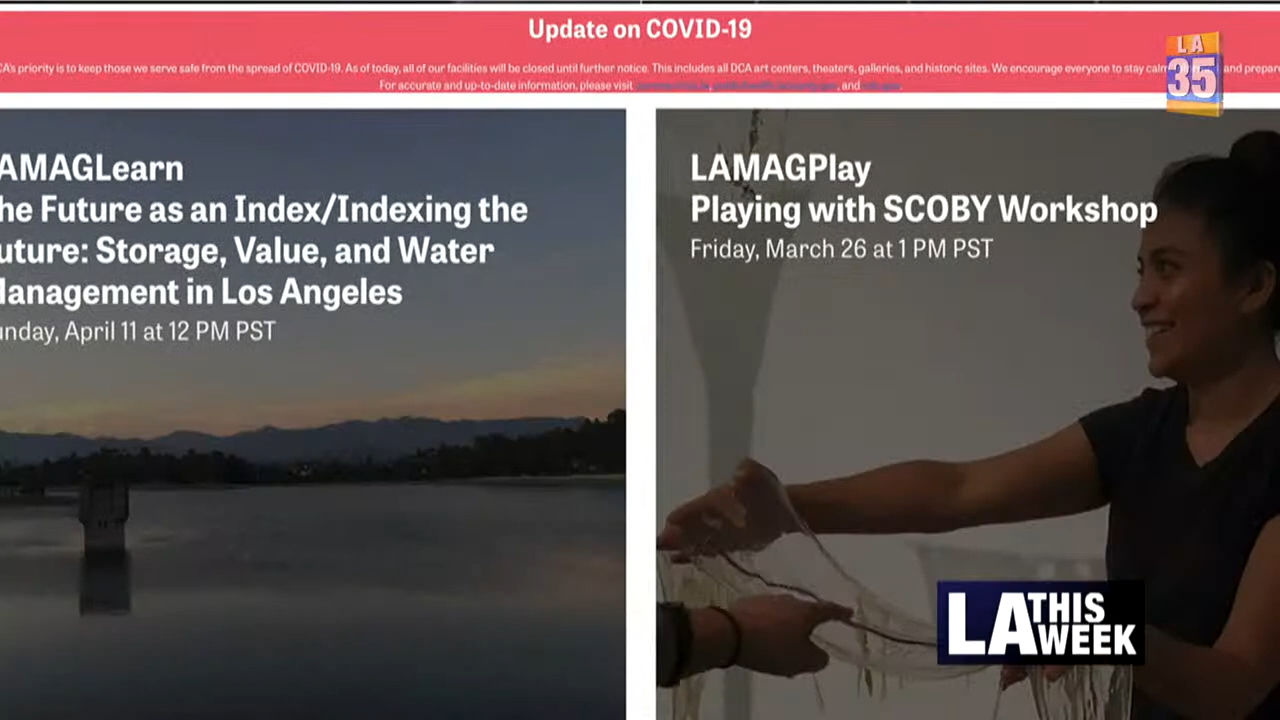 Update on COVID-19
CA's priority is to keep those we serve safe from the spread of COVID-19. As of today, all of our facilities will be closed until further notice. This includes all DCA art centers, theaters, galleries, and historic sites. We encourage everyone to stay calm and prepar
For accurate and up-to-date information, please visit and
LA
35
AMAGLearn
he Future as an Index/Indexing the
uture: Storage, Value, and Water
anagement in Los Angeles
unday, April 11 at 12 PM PST
LAMAGPlay
Playing with SCOBY Workshop
Friday, March 26 at 1 PM PST
LA THIS WEEK